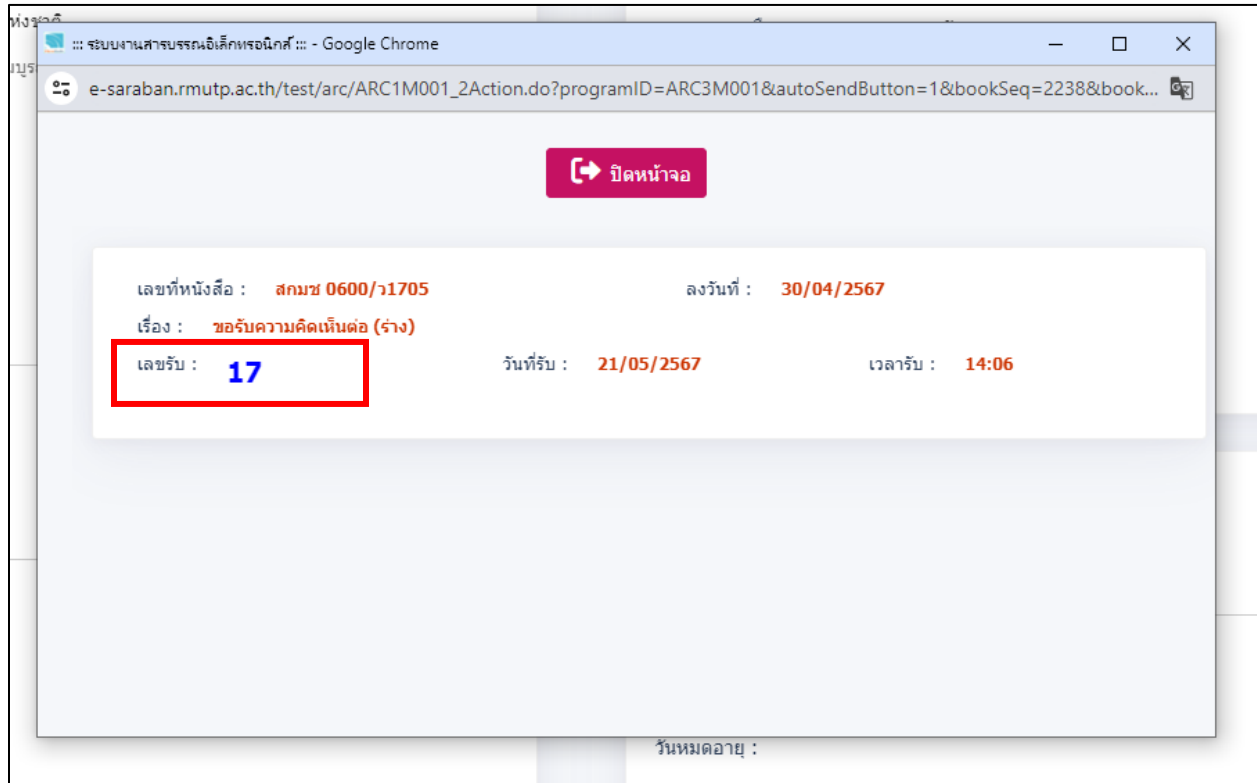 ::: ระบบงานสารบรรณอิเล็กทรอนิกส์ ::: - Google Chrome
e-saraban.rmutp.ac.th/test/arc/ARC1M001_2Action.do?programID=ARC3M001&autoSendButton=1&bookSeq=2238&book...
ปิดหน้าจอ
เลขที่หนังสือ : สกมช 0600/ว1705 ลงวันที่ : 30/04/2567
เรื่อง : ขอรับความคิดเห็นต่อ (ร่าง)
เลขรับ : 17 วันที่รับ : 21/05/2567 เวลารับ : 14:06
วันหมดอายุ :